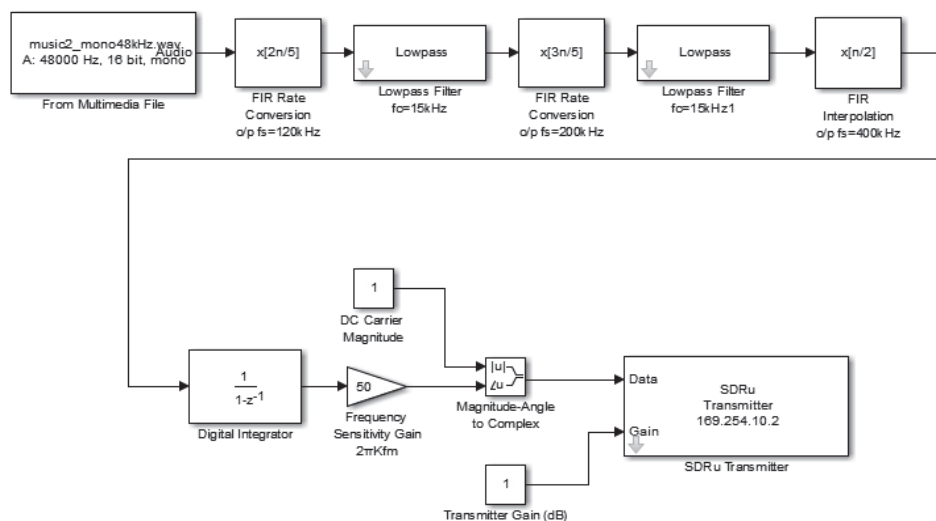 music2_mono48kHz.wav
Audio
A: 48000 Hz, 16 bit, mono
From Multimedia File
x[2n/5]
FIR Rate
Conversion
o/p fs=120kHz
Lowpass
Lowpass Filter
fc=15kHz
x[3n/5]
FIR Rate
Conversion
o/p fs=200kHz
Lowpass
Lowpass Filter
fc=15kHz1
x[n/2]
FIR
Interpolation
o/p fs=400kHz
1
DC Carrier
Magnitude
1
1-z-1
Digital Integrator
50
Frequency
Sensitivity Gain
2πKfm
|u|
∠u
Magnitude-Angle
to Complex
Data
Gain
SDRu
Transmitter
169.254.10.2
SDRu Transmitter
1
Transmitter Gain (dB)